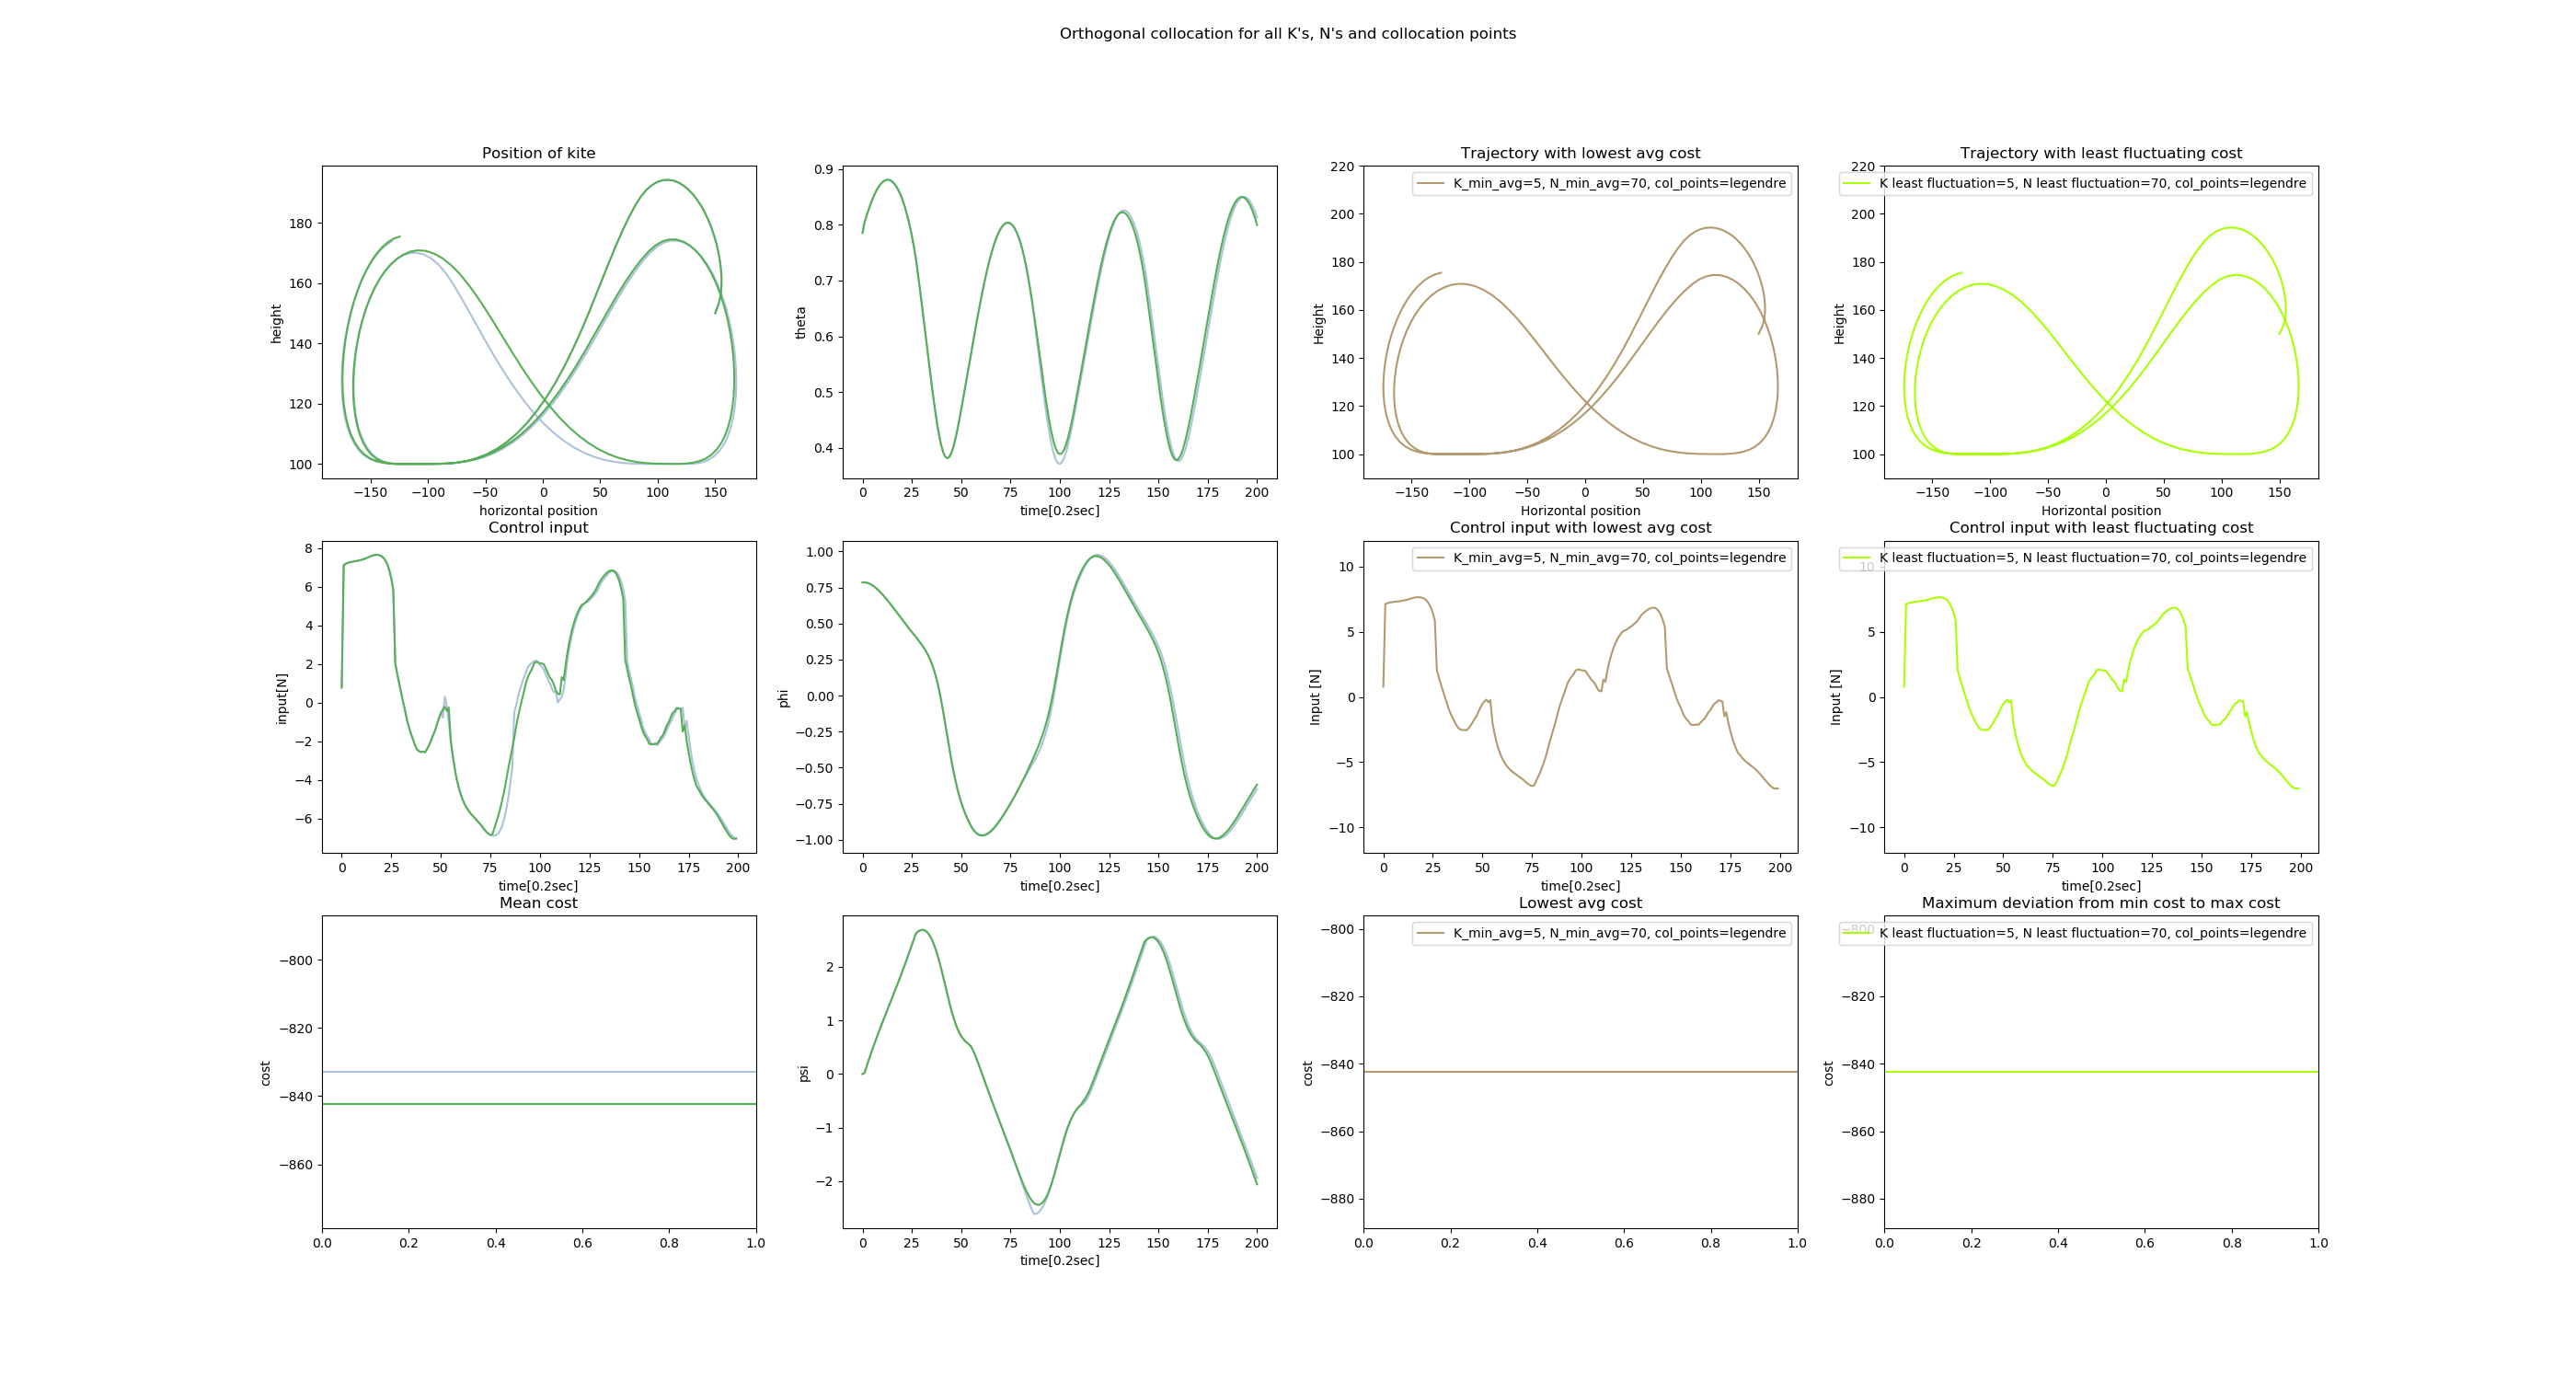 Orthogonal collocation for all K's, N's and collocation points
Position of kite
height
180
160
140
120
100
−150 −100 −50 0 50 100 150
horizontal position
theta
0.9
0.8
0.7
0.6
0.5
0.4
0 25 50 75 100 125 150 175 200
time[0.2sec]
Trajectory with lowest avg cost
K_min_avg=5, N_min_avg=70, col_points=legendre
Height
220
200
180
160
140
120
100
−150 −100 −50 0 50 100 150
Horizontal position
Trajectory with least fluctuating cost
K least fluctuation=5, N least fluctuation=70, col_points=legendre
Height
220
200
180
160
140
120
100
−150 −100 −50 0 50 100 150
Horizontal position
Control input
input[N]
8
6
4
2
0
−2
−4
−6
0 25 50 75 100 125 150 175 200
time[0.2sec]
phi
1.00
0.75
0.50
0.25
0.00
−0.25
−0.50
−0.75
−1.00
0 25 50 75 100 125 150 175 200
time[0.2sec]
Control input with lowest avg cost
K_min_avg=5, N_min_avg=70, col_points=legendre
Input [N]
10
5
0
−5
−10
0 25 50 75 100 125 150 175 200
time[0.2sec]
Control input with least fluctuating cost
K least fluctuation=5, N least fluctuation=70, col_points=legendre
Input [N]
10
5
0
−5
−10
0 25 50 75 100 125 150 175 200
time[0.2sec]
Mean cost
cost
−800
−820
−840
−860
0.0 0.2 0.4 0.6 0.8 1.0
psi
2
1
0
−1
−2
0 25 50 75 100 125 150 175 200
time[0.2sec]
Lowest avg cost
K_min_avg=5, N_min_avg=70, col_points=legendre
cost
−800
−820
−840
−860
−880
0.0 0.2 0.4 0.6 0.8 1.0
Maximum deviation from min cost to max cost
K least fluctuation=5, N least fluctuation=70, col_points=legendre
cost
−800
−820
−840
−860
−880
0.0 0.2 0.4 0.6 0.8 1.0